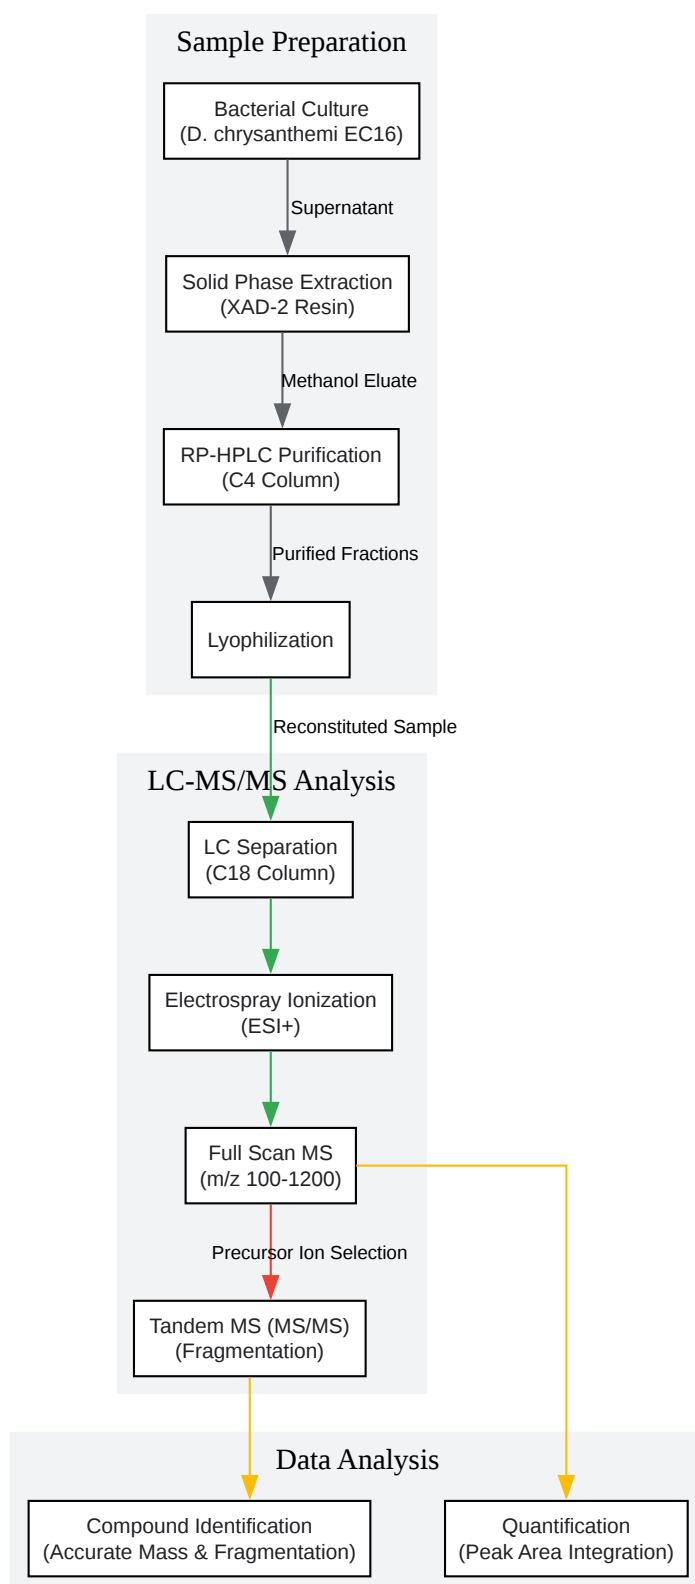 Sample Preparation
Bacterial Culture
(D. chrysanthemi EC16)
Supernatant
Solid Phase Extraction
(XAD-2 Resin)
Methanol Eluate
RP-HPLC Purification
(C4 Column)
Purified Fractions
Lyophilization
Reconstituted Sample
LC-MS/MS Analysis
LC Separation
(C18 Column)
Electrospray Ionization
(ESI+)
Full Scan MS
(m/z 100-1200)
Precursor Ion Selection
Tandem MS (MS/MS)
(Fragmentation)
Data Analysis
Compound Identification
(Accurate Mass & Fragmentation)
Quantification
(Peak Area Integration)